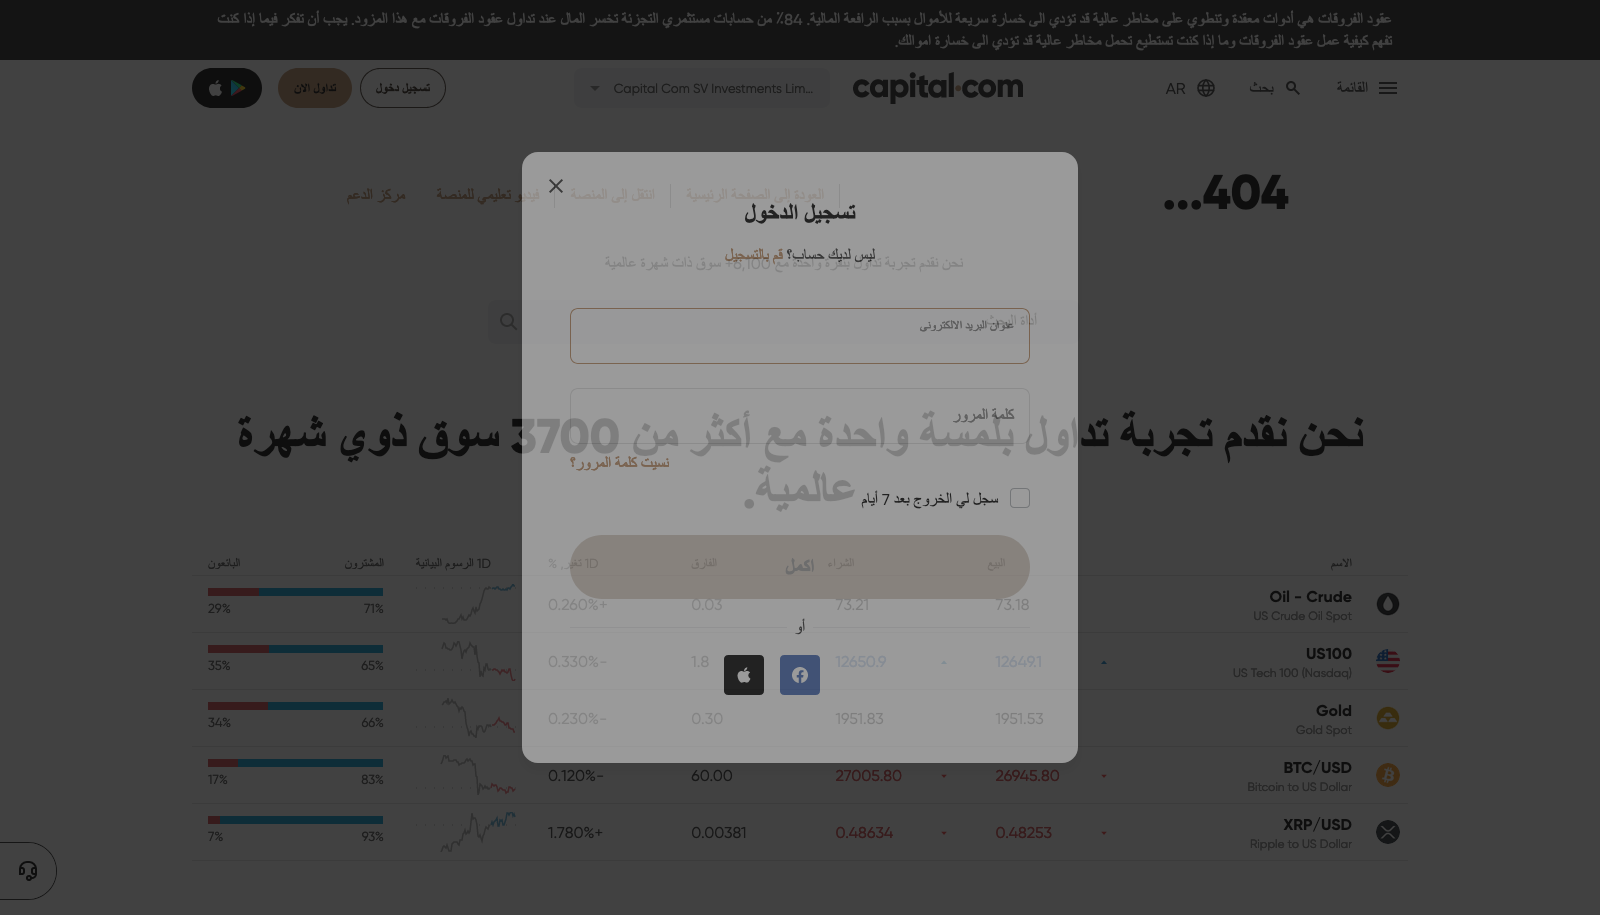 عقود الفروقات هي أدوات معقدة وتنطوي على مخاطر عالية قد تؤدي الى خسارة سريعة للأموال بسبب الرافعة المالية. 84٪ من حسابات مستثمري التجزئة تخسر المال عند تداول عقود الفروقات مع هذا المزود. يجب أن تفكر فيما إذا كنت
تفهم كيفية عمل عقود الفروقات وما إذا كنت تستطيع تحمل مخاطر عالية قد تؤدي الى خسارة اموالك.
القائمة
بحث
AR
capital.com
Capital Com SV Investments Lim...
تسجيل دخول
تداول الآن
404...
العودة إلى الصفحة الرئيسية
انتقل إلى المنصة
فيديو تعليمي للمنصة
مركز الدعم
تسجيل الدخول
ليس لديك حساب؟ قم بالتسجيل
نحن نقدم تجربة تداول بنقرة واحدة مع 6,100+ سوق ذات شهرة عالمية
عنوان البريد الالكتروني
كلمة المرور
نحن نقدم تجربة تداول بلمسة واحدة مع أكثر من 3700 سوق ذوي شهرة
عالمية.
نسيت كلمة المرور؟
سجل لي الخروج بعد 7 أيام
اكمل
أو
الاسم
البيع
الشراء
الفارق
1D تغير, %
1D الرسوم البيانية
المشترون
البائعون
Oil - Crude
US Crude Oil Spot
73.18
73.21
0.03
0.260%+
71%
29%
US100
US Tech 100 (Nasdaq)
12649.1
12650.9
1.8
0.330%-
65%
35%
Gold
Gold Spot
1951.53
1951.83
0.30
0.230%-
66%
34%
BTC/USD
Bitcoin to US Dollar
26945.80
27005.80
60.00
0.120%-
83%
17%
XRP/USD
Ripple to US Dollar
0.48253
0.48634
0.00381
1.780%+
93%
7%